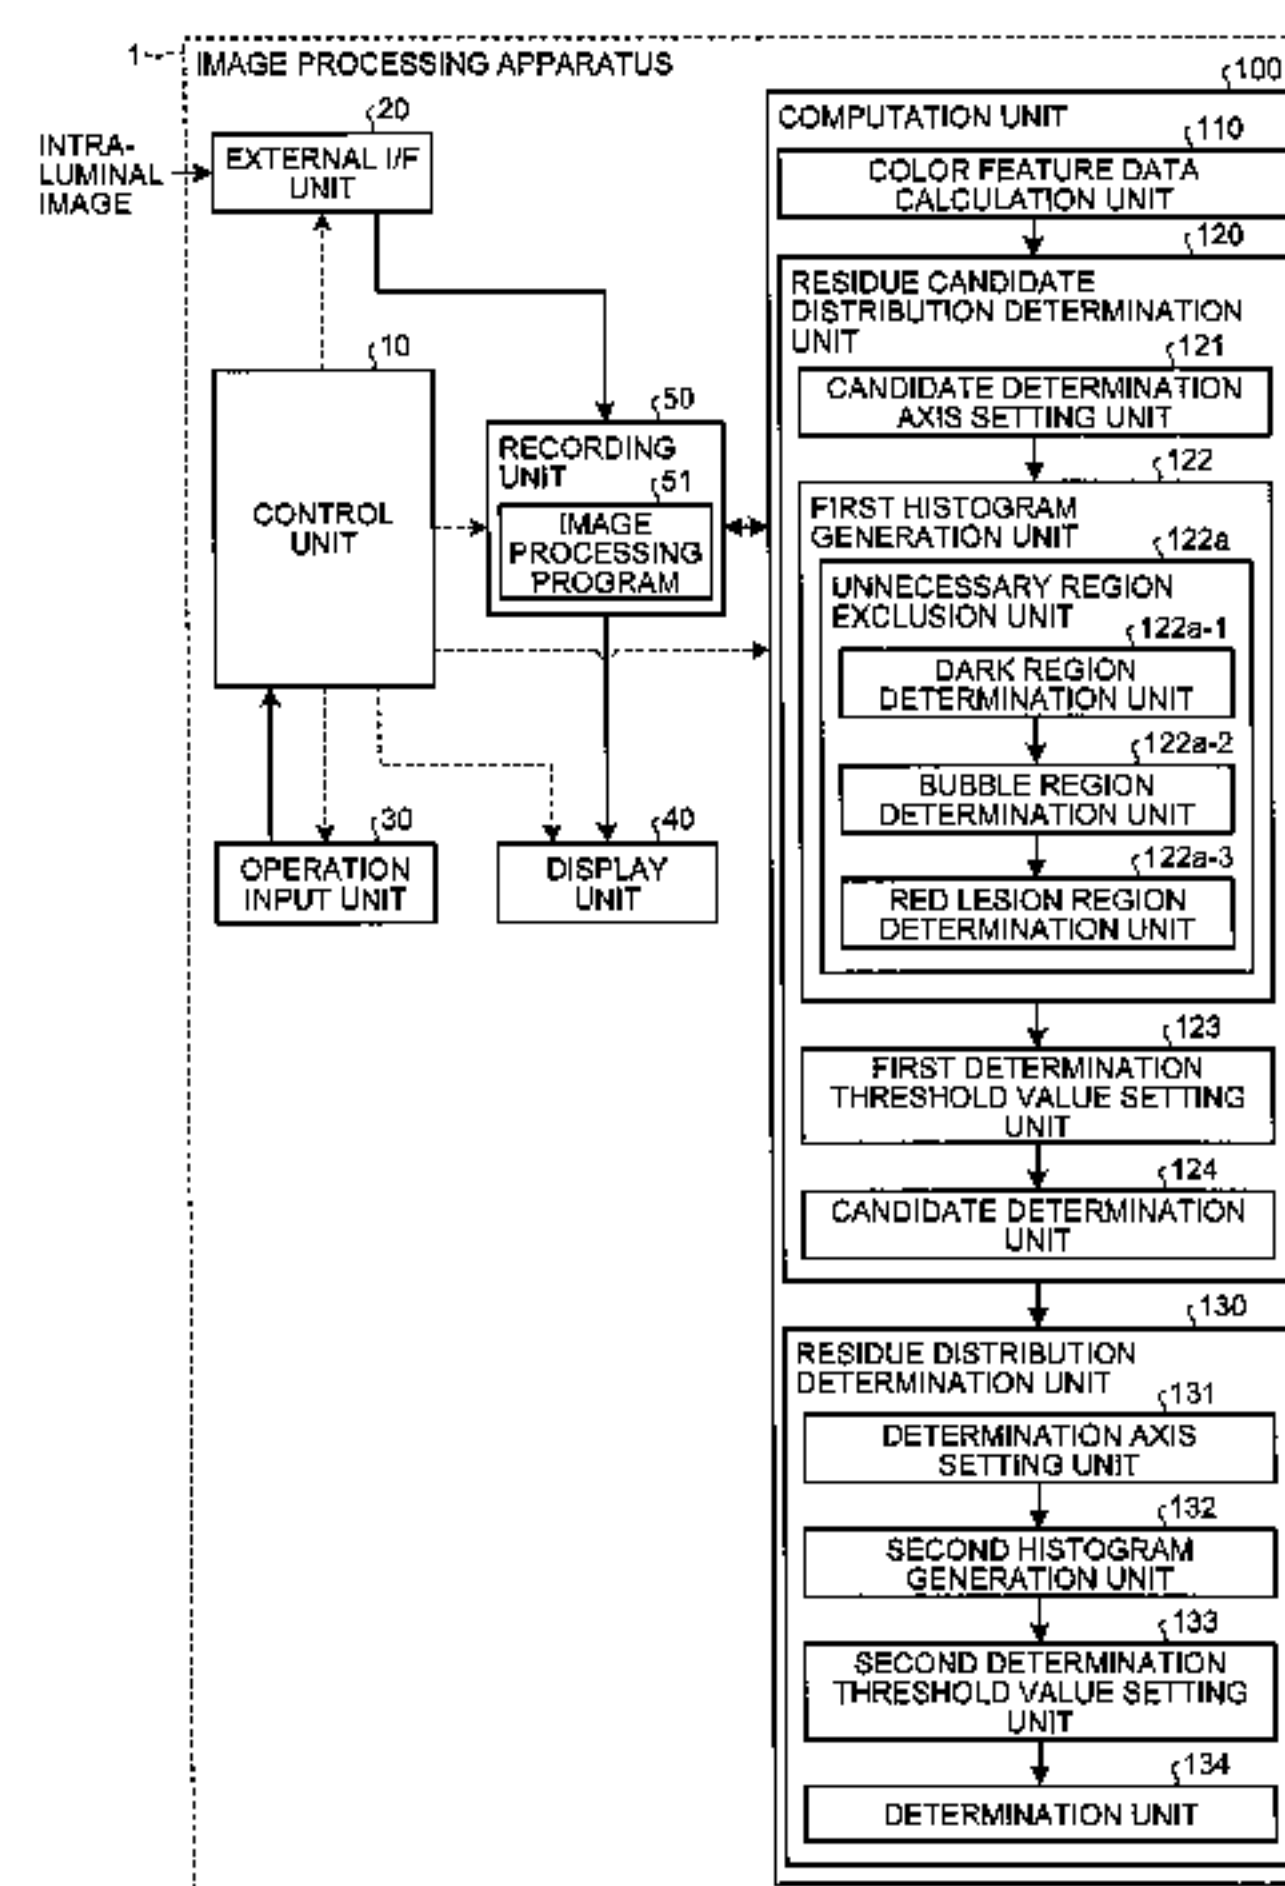 1
IMAGE PROCESSING APPARATUS
INTRA-
LUMINAL
IMAGE
20
EXTERNAL I/F
UNIT
10
CONTROL
UNIT
50
RECORDING
UNIT
51
IMAGE
PROCESSING
PROGRAM
30
OPERATION
INPUT UNIT
40
DISPLAY
UNIT
100
COMPUTATION UNIT
110
COLOR FEATURE DATA
CALCULATION UNIT
120
RESIDUE CANDIDATE
DISTRIBUTION DETERMINATION
UNIT
121
CANDIDATE DETERMINATION
AXIS SETTING UNIT
122
FIRST HISTOGRAM
GENERATION UNIT
122a
UNNECESSARY REGION
EXCLUSION UNIT
122a-1
DARK REGION
DETERMINATION UNIT
122a-2
BUBBLE REGION
DETERMINATION UNIT
122a-3
RED LESION REGION
DETERMINATION UNIT
123
FIRST DETERMINATION
THRESHOLD VALUE SETTING
UNIT
124
CANDIDATE DETERMINATION
UNIT
130
RESIDUE DISTRIBUTION
DETERMINATION UNIT
131
DETERMINATION AXIS
SETTING UNIT
132
SECOND HISTOGRAM
GENERATION UNIT
133
SECOND DETERMINATION
THRESHOLD VALUE SETTING
UNIT
134
DETERMINATION UNIT